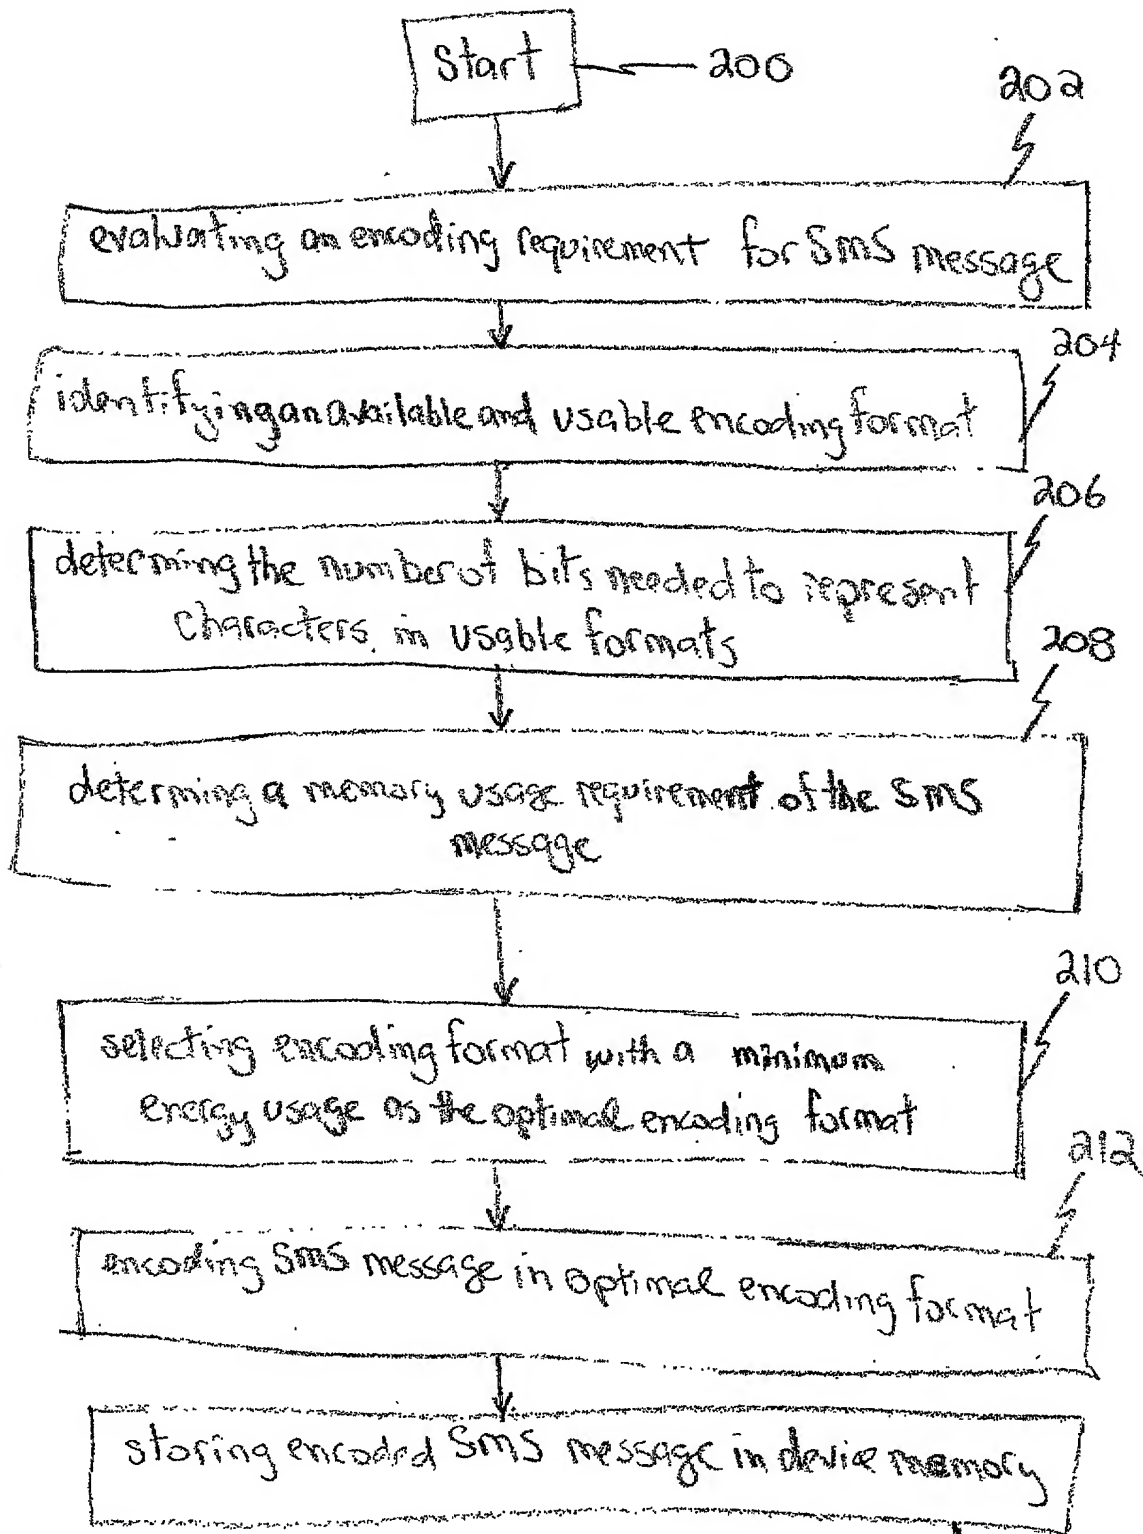 Start
200
202
evaluating an encoding requirement for SMS message
204
identifying an available and usable encoding format
206
determing the number of bits needed to represent
characters in usable formats
208
determing a memory usage requirement of the SMS
message
210
selecting encoding format with a minimum
energy usage as the optimal encoding format
212
encoding SMS message in optimal encoding format
storing encoded SMS message in device memory